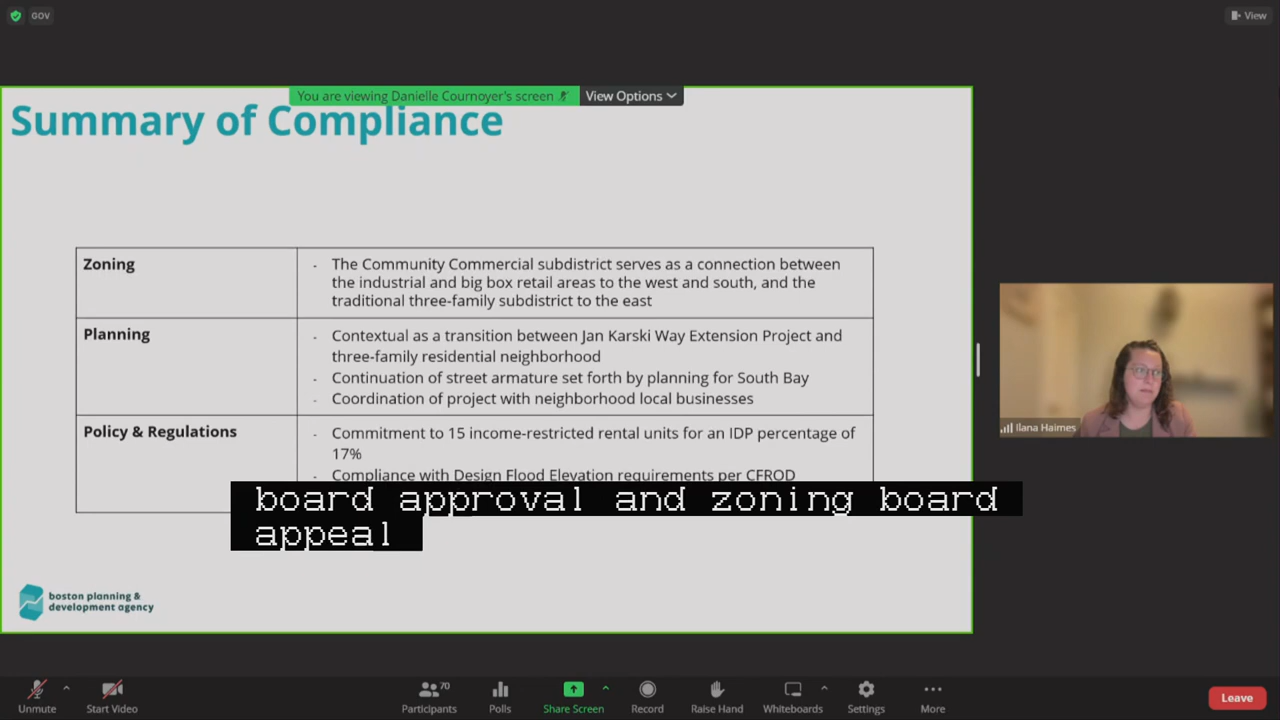 GOV
View
You are viewing Danielle Cournoyer's screen
View Options
Summary of Compliance
Zoning
- The Community Commercial subdistrict serves as a connection between
the industrial and big box retail areas to the west and south, and the
traditional three-family subdistrict to the east
Planning
- Contextual as a transition between Jan Karski Way Extension Project and
three-family residential neighborhood
- Continuation of street armature set forth by planning for South Bay
- Coordination of project with neighborhood local businesses
Policy & Regulations
- Commitment to 15 income-restricted rental units for an IDP percentage of
17%
Compliance with Design Flood Elevation requirements per CFROD
board approval and zoning board
appeal
Ilana Haimes
boston planning &
development agency
Unmute
Start Video
70
Participants
Polls
Share Screen
Record
Raise Hand
Whiteboards
Settings
More
Leave